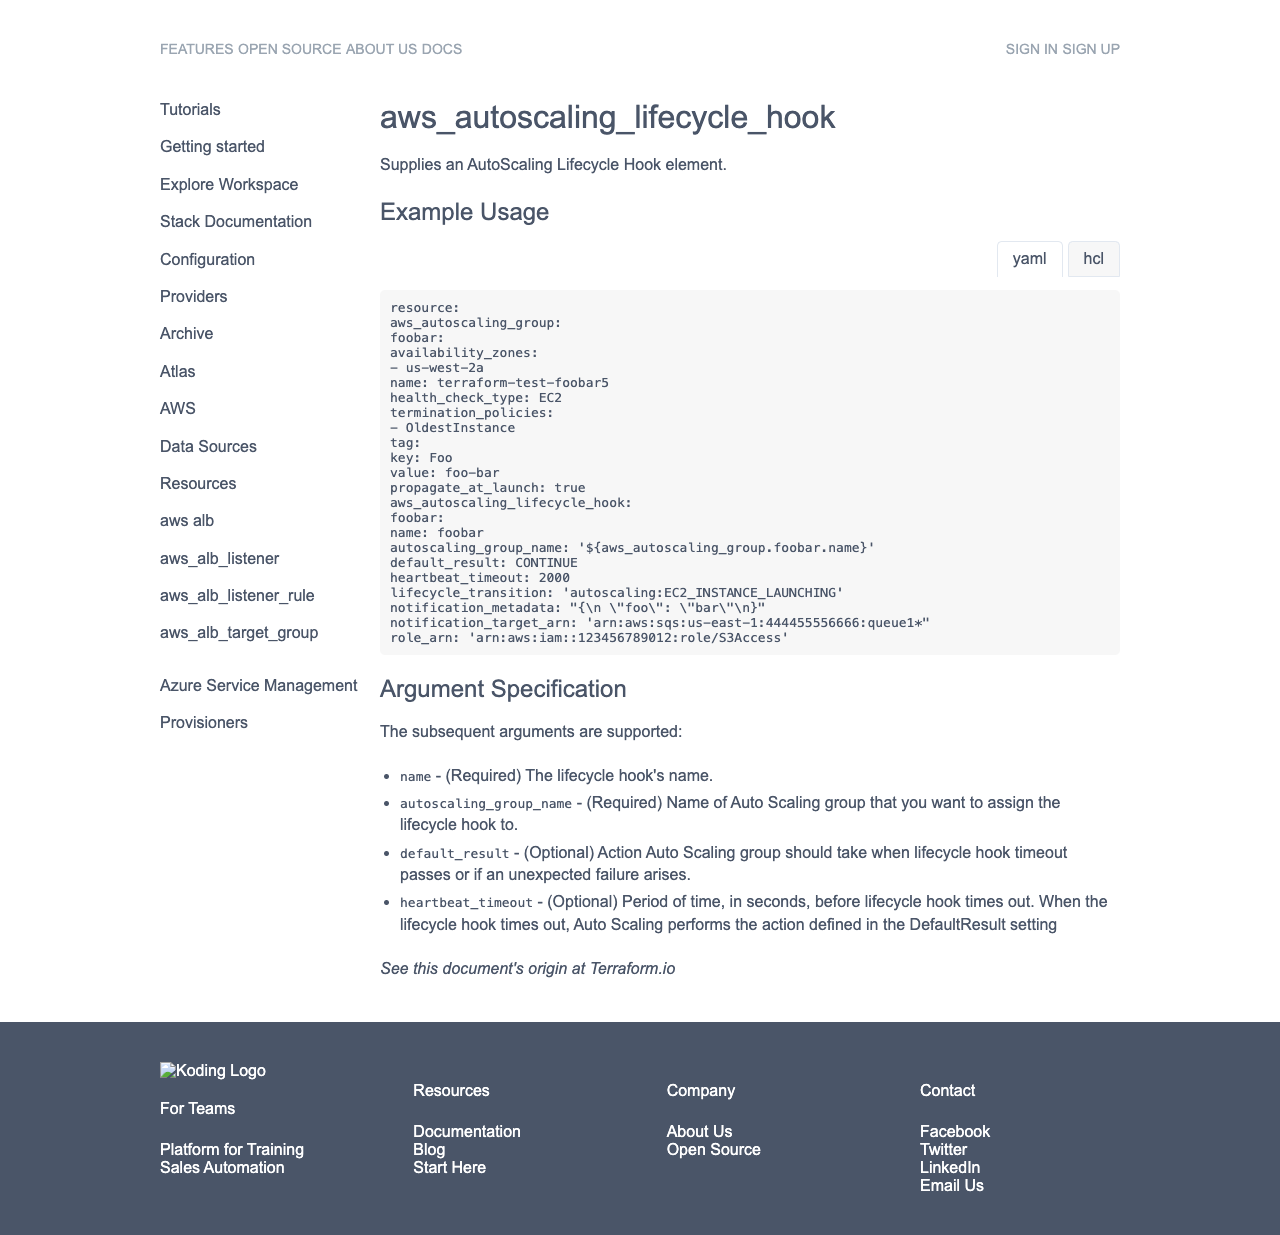 FEATURES OPEN SOURCE ABOUT US DOCS
SIGN IN SIGN UP
Tutorials
Getting started
Explore Workspace
Stack Documentation
Configuration
Providers
Archive
Atlas
AWS
Data Sources
Resources
aws alb
aws_alb_listener
aws_alb_listener_rule
aws_alb_target_group
Azure Service Management
Provisioners
aws_autoscaling_lifecycle_hook
Supplies an AutoScaling Lifecycle Hook element.
Example Usage
yaml
hcl
resource:
aws_autoscaling_group:
foobar:
availability_zones:
- us-west-2a
name: terraform-test-foobar5
health_check_type: EC2
termination_policies:
- OldestInstance
tag:
key: Foo
value: foo-bar
propagate_at_launch: true
aws_autoscaling_lifecycle_hook:
foobar:
name: foobar
autoscaling_group_name: '${aws_autoscaling_group.foobar.name}'
default_result: CONTINUE
heartbeat_timeout: 2000
lifecycle_transition: 'autoscaling:EC2_INSTANCE_LAUNCHING'
notification_metadata: "{\n \"foo\": \"bar\"\n}"
notification_target_arn: 'arn:aws:sqs:us-east-1:444455556666:queue1*"
role_arn: 'arn:aws:iam::123456789012:role/S3Access'
Argument Specification
The subsequent arguments are supported:
• name - (Required) The lifecycle hook's name.
• autoscaling_group_name - (Required) Name of Auto Scaling group that you want to assign the
lifecycle hook to.
• default_result - (Optional) Action Auto Scaling group should take when lifecycle hook timeout
passes or if an unexpected failure arises.
• heartbeat_timeout - (Optional) Period of time, in seconds, before lifecycle hook times out. When the
lifecycle hook times out, Auto Scaling performs the action defined in the DefaultResult setting
See this document's origin at Terraform.io
Koding Logo
For Teams
Platform for Training
Sales Automation
Resources
Documentation
Blog
Start Here
Company
About Us
Open Source
Contact
Facebook
Twitter
LinkedIn
Email Us